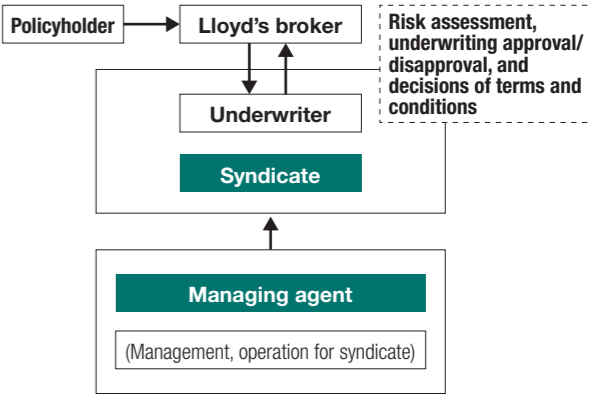 Policyholder
Lloyd’s broker
Risk assessment,
underwriting approval/
disapproval, and
decisions of terms and
conditions
Underwriter
Syndicate
Managing agent
(Management, operation for syndicate)